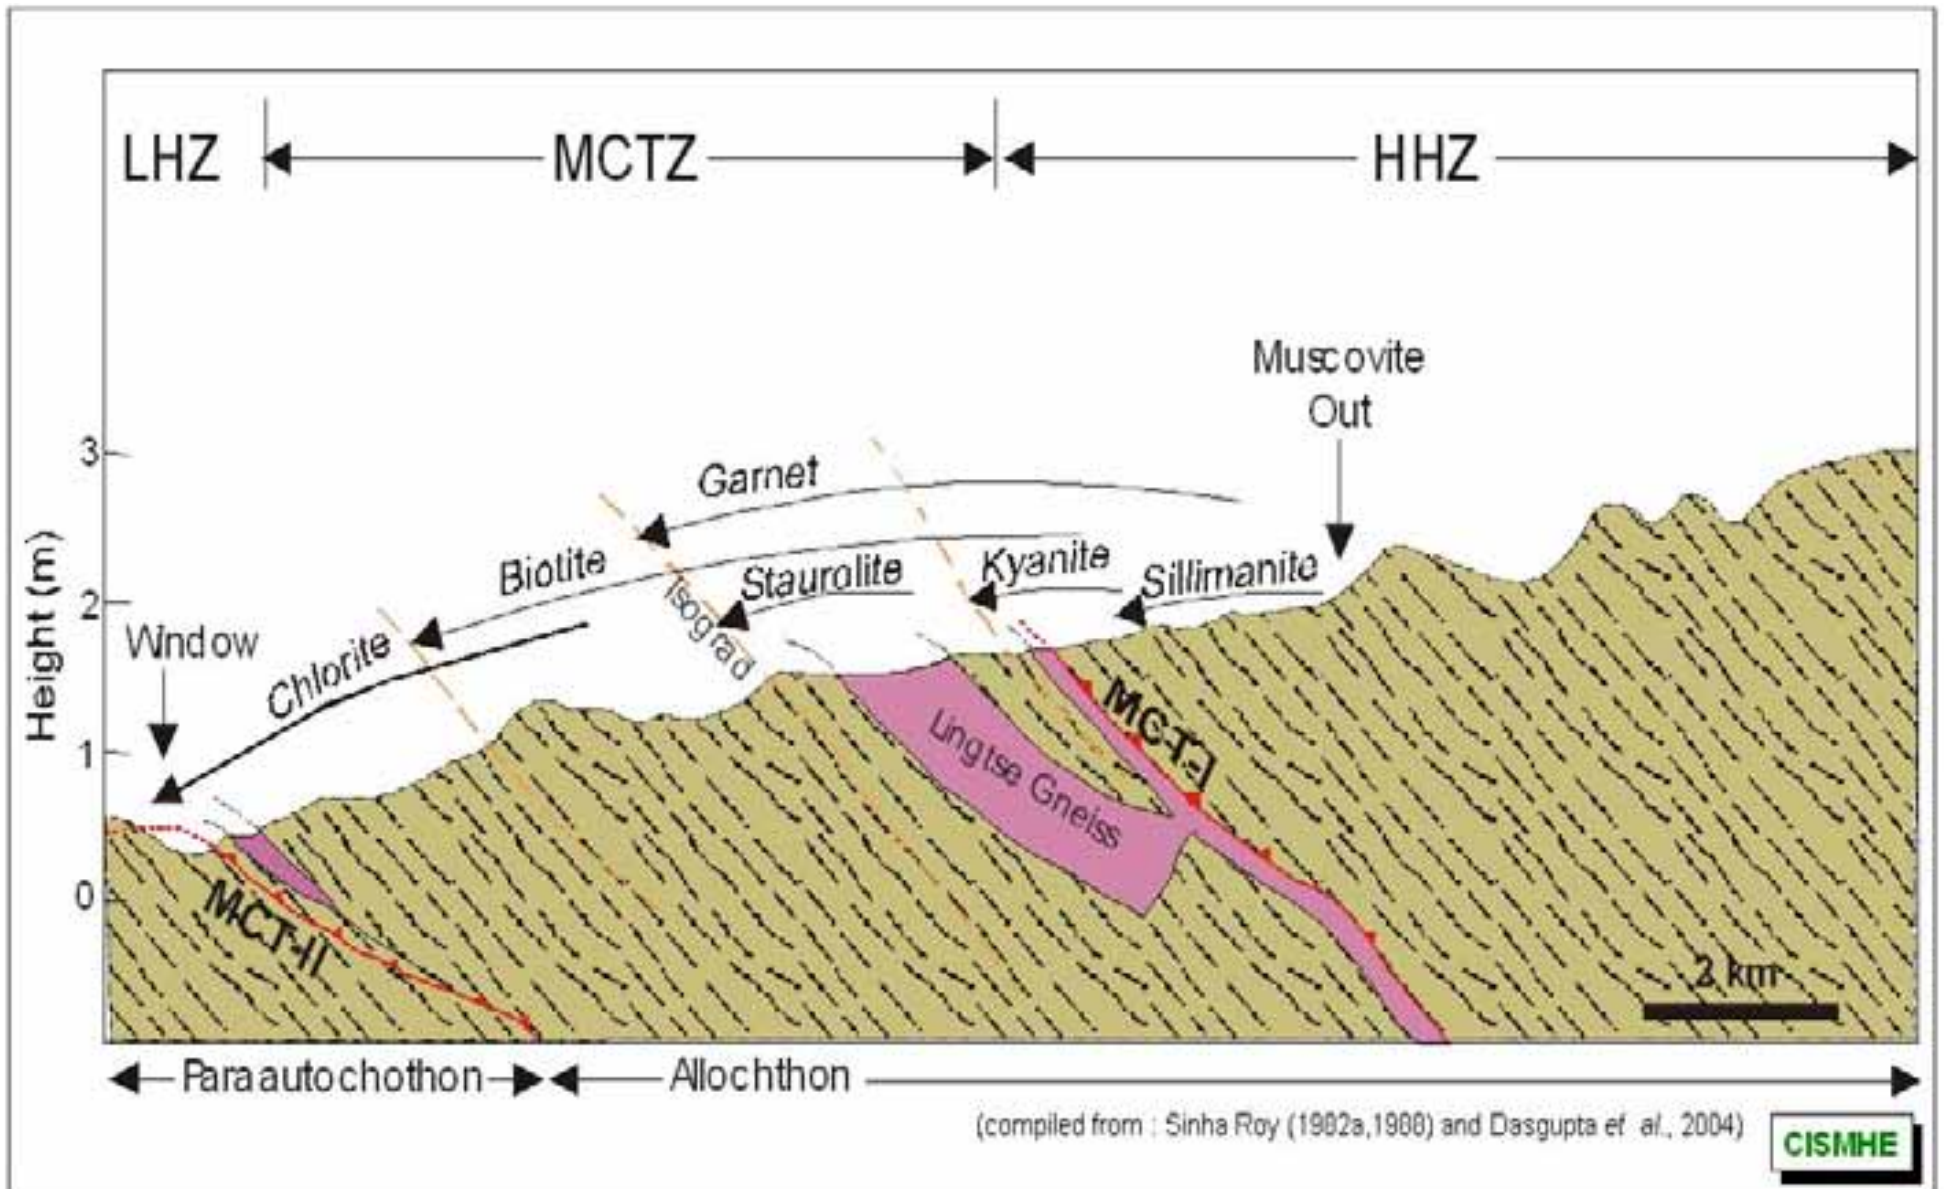 LHZ
MCTZ
HHZ
Muscovite
Out
Height (m)
3
2
1
0
Garnet
Biotite
Staurolite
Kyanite
Sillimanite
Isograd
Window
Chlorite
MCT-I
Lingtse Gneiss
MCT-II
2 km
Paraautochothon
Allochthon
(compiled from : Sinha Roy (1982a,1988) and Dasgupta et al., 2004)
CISMHE